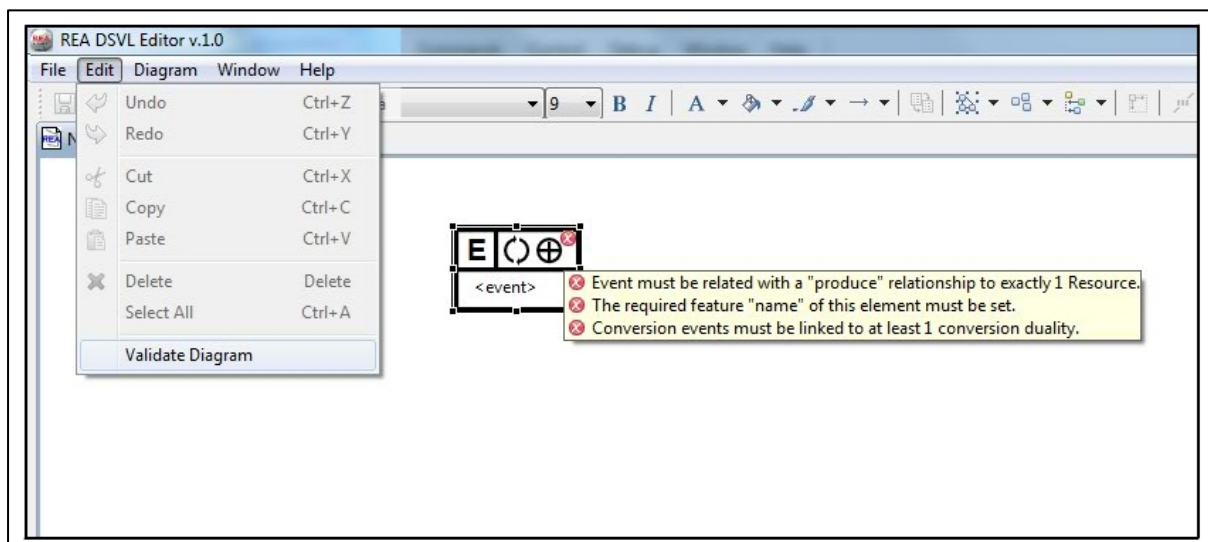 REA DSVL Editor v.1.0
File Edit Diagram Window Help
9 B I A
Undo Ctrl+Z
Redo Ctrl+Y
Cut Ctrl+X
Copy Ctrl+C
Paste Ctrl+V
Delete Delete
Select All Ctrl+A
Validate Diagram
E
<event>
Event must be related with a "produce" relationship to exactly 1 Resource.
The required feature "name" of this element must be set.
Conversion events must be linked to at least 1 conversion duality.